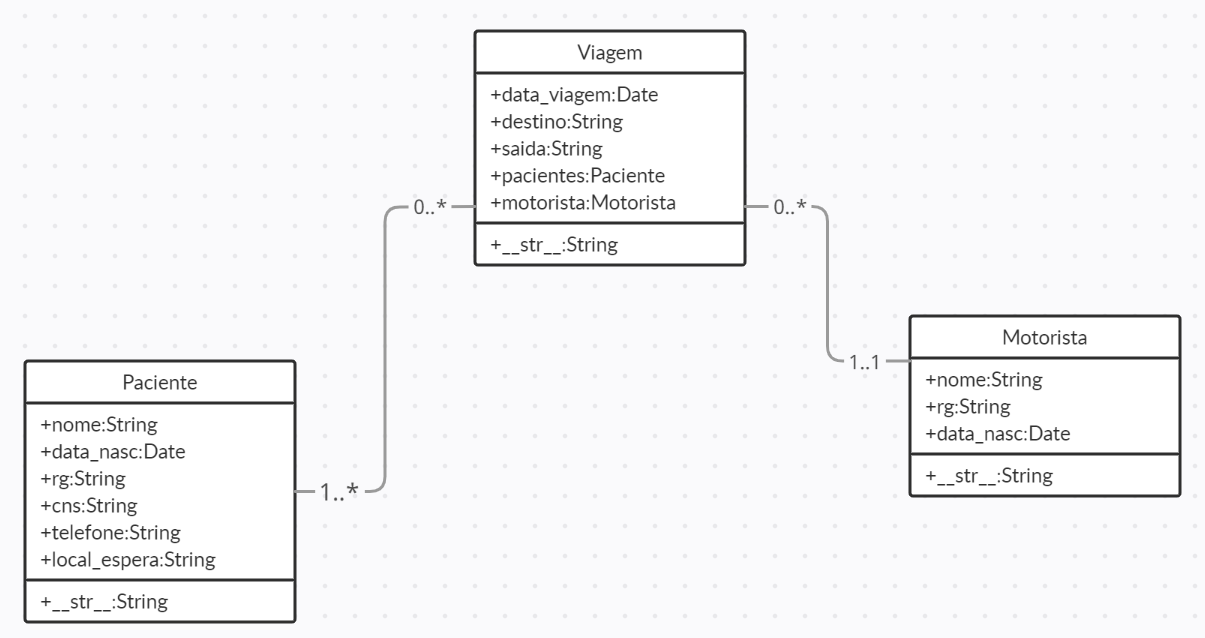 Viagem
+data_viagem:Date
+destino:String
+saida:String
+pacientes:Paciente
+motorista:Motorista
+__str__:String
0..*
0..*
1..1
1..*
Paciente
+nome:String
+data_nasc:Date
+rg:String
+cns:String
+telefone:String
+local_espera:String
+__str__:String
Motorista
+nome:String
+rg:String
+data_nasc:Date
+__str__:String